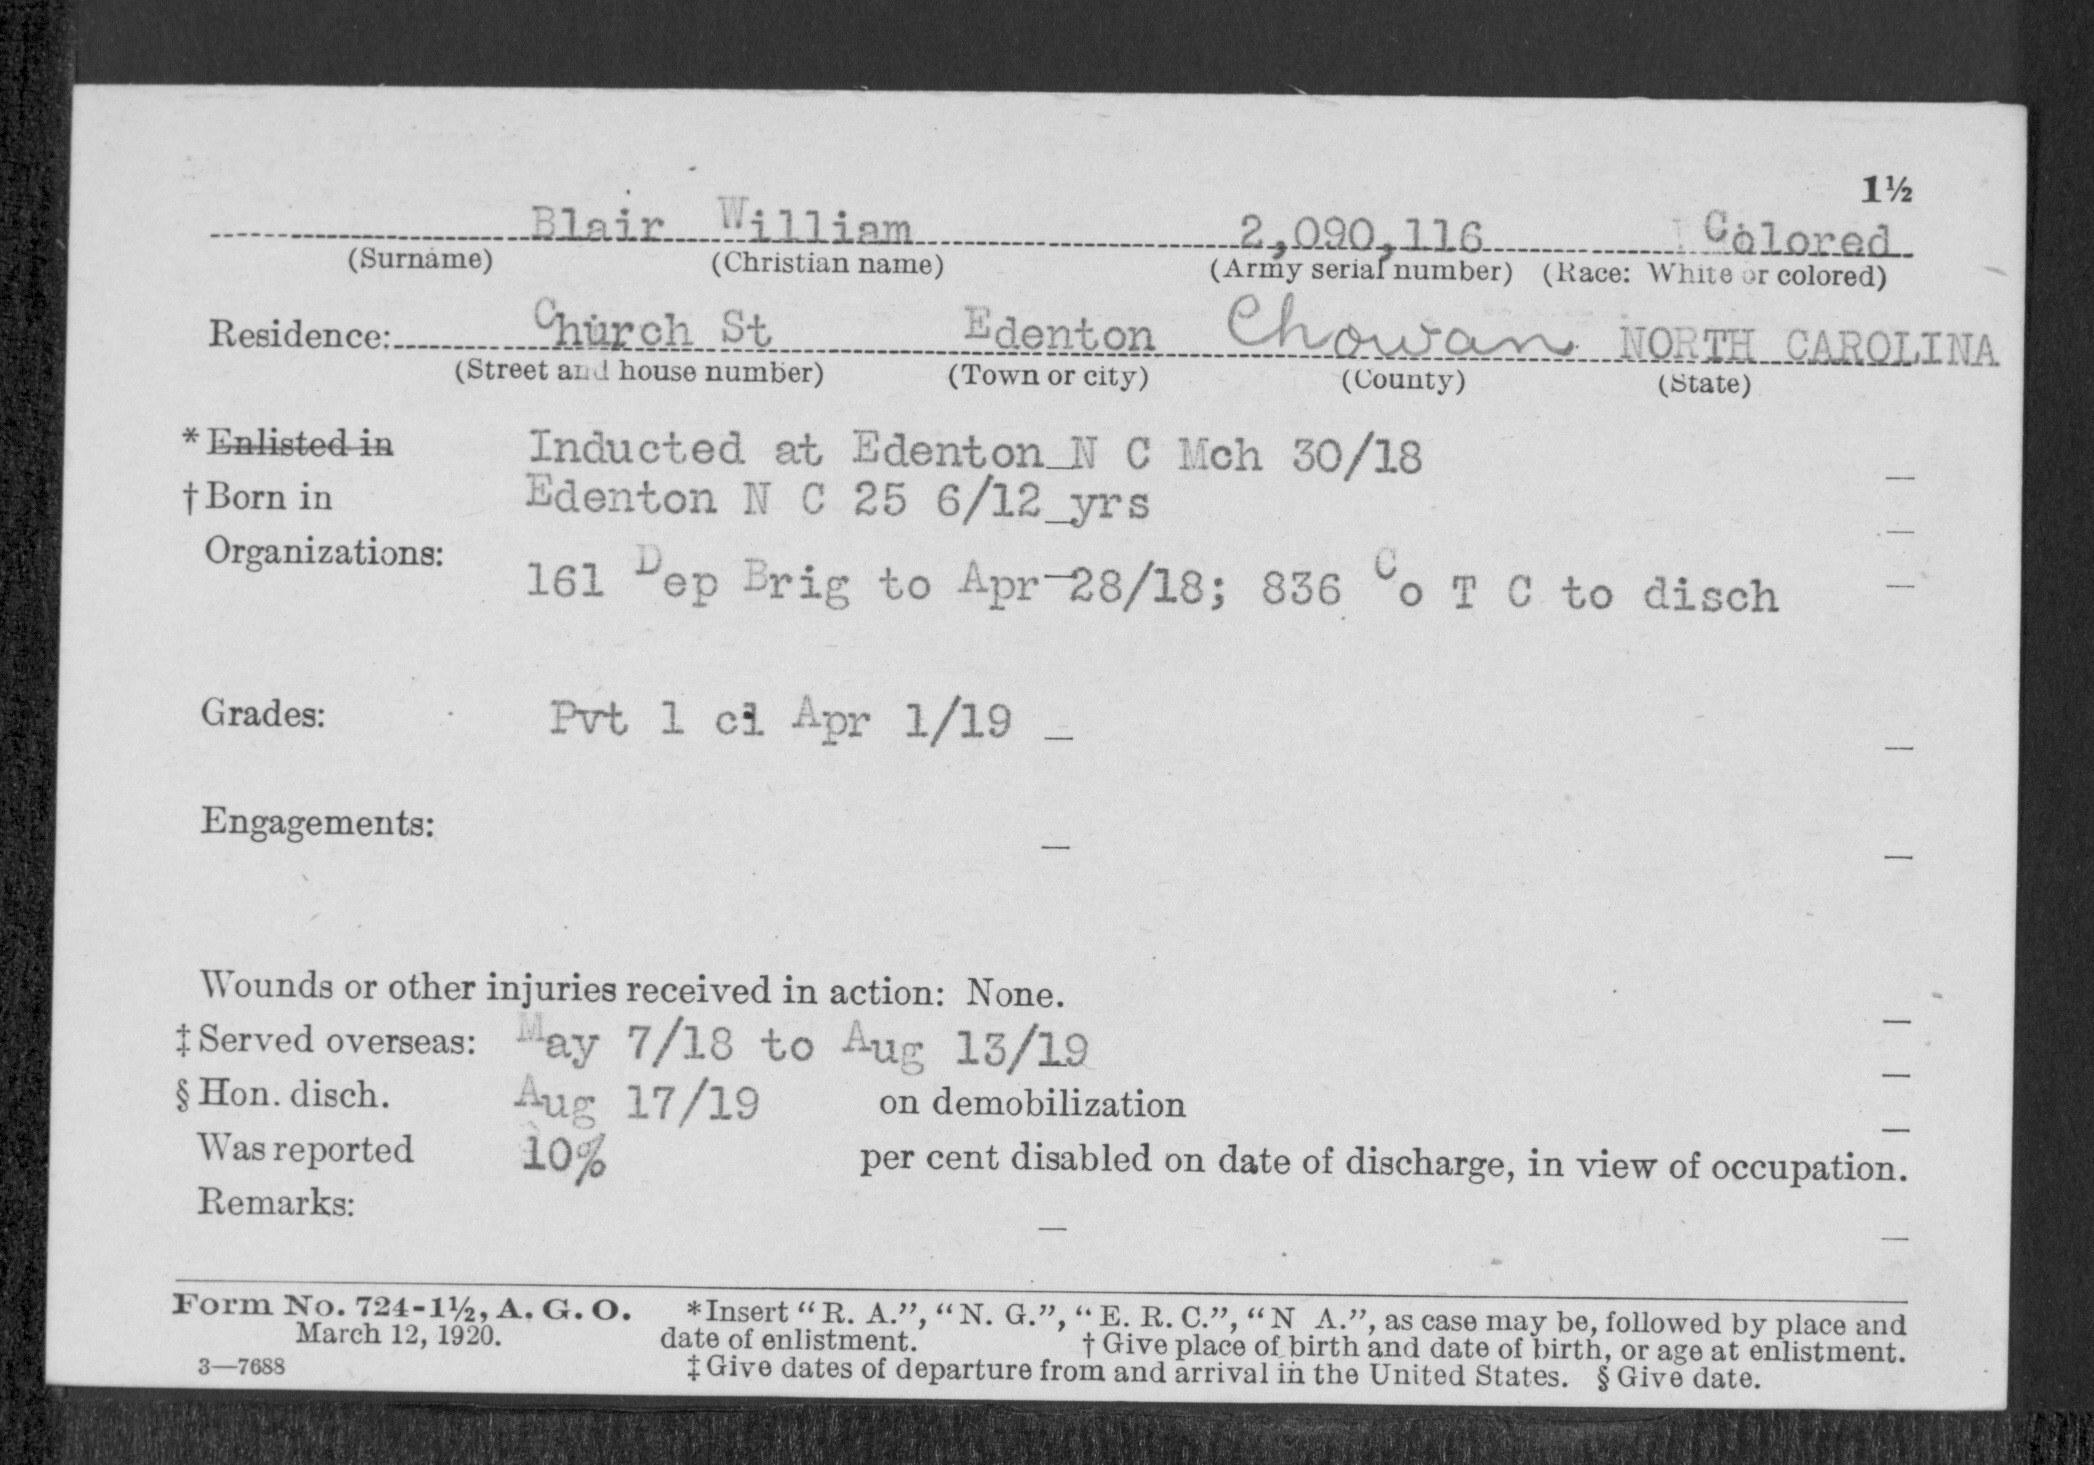 1½
Blair William 2,090,116 Colored
(Surname) (Christian name) (Army serial number) (Race: White or colored)
Residence: Church St Edenton Chowan NORTH CAROLINA
(Street and house number) (Town or city) (County) (State)
* Enlisted in Inducted at Edenton N C Mch 30/18
† Born in Edenton N C 25 6/12 yrs
Organizations:
161 Dep Brig to Apr 28/18; 836 Co T C to disch
Grades: Pvt 1 cl Apr 1/19
Engagements:
Wounds or other injuries received in action: None.
‡ Served overseas: May 7/18 to Aug 13/19
§ Hon. disch. Aug 17/19 on demobilization
Was reported 10% per cent disabled on date of discharge, in view of occupation.
Remarks:
Form No. 724-1½, A. G. O. *Insert "R. A.", "N. G.", "E. R. C.", "N A.", as case may be, followed by place and
March 12, 1920. date of enlistment. † Give place of birth and date of birth, or age at enlistment.
3—7688 ‡ Give dates of departure from and arrival in the United States. § Give date.